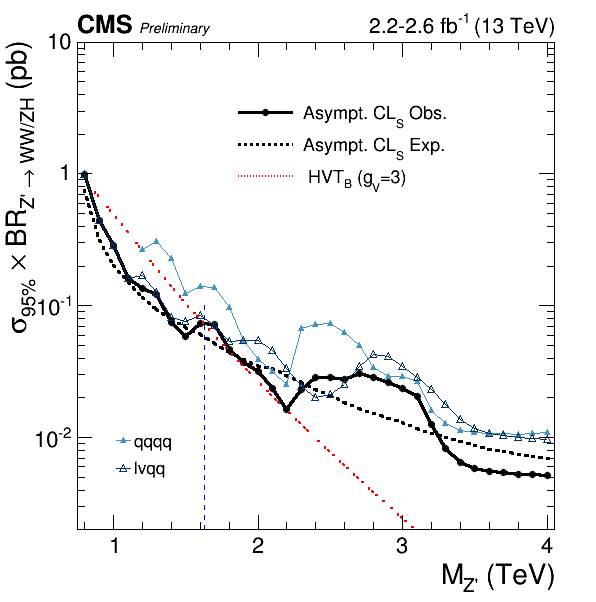 CMS Preliminary 2.2-2.6 fb⁻¹ (13 TeV)
σ95% × BRZ' → WW/ZH (pb)
10
Asympt. CLS Obs.
Asympt. CLS Exp.
HVTB (gV=3)
1
10⁻¹
10⁻²
qqqq
lνqq
1 2 3 4
MZ' (TeV)